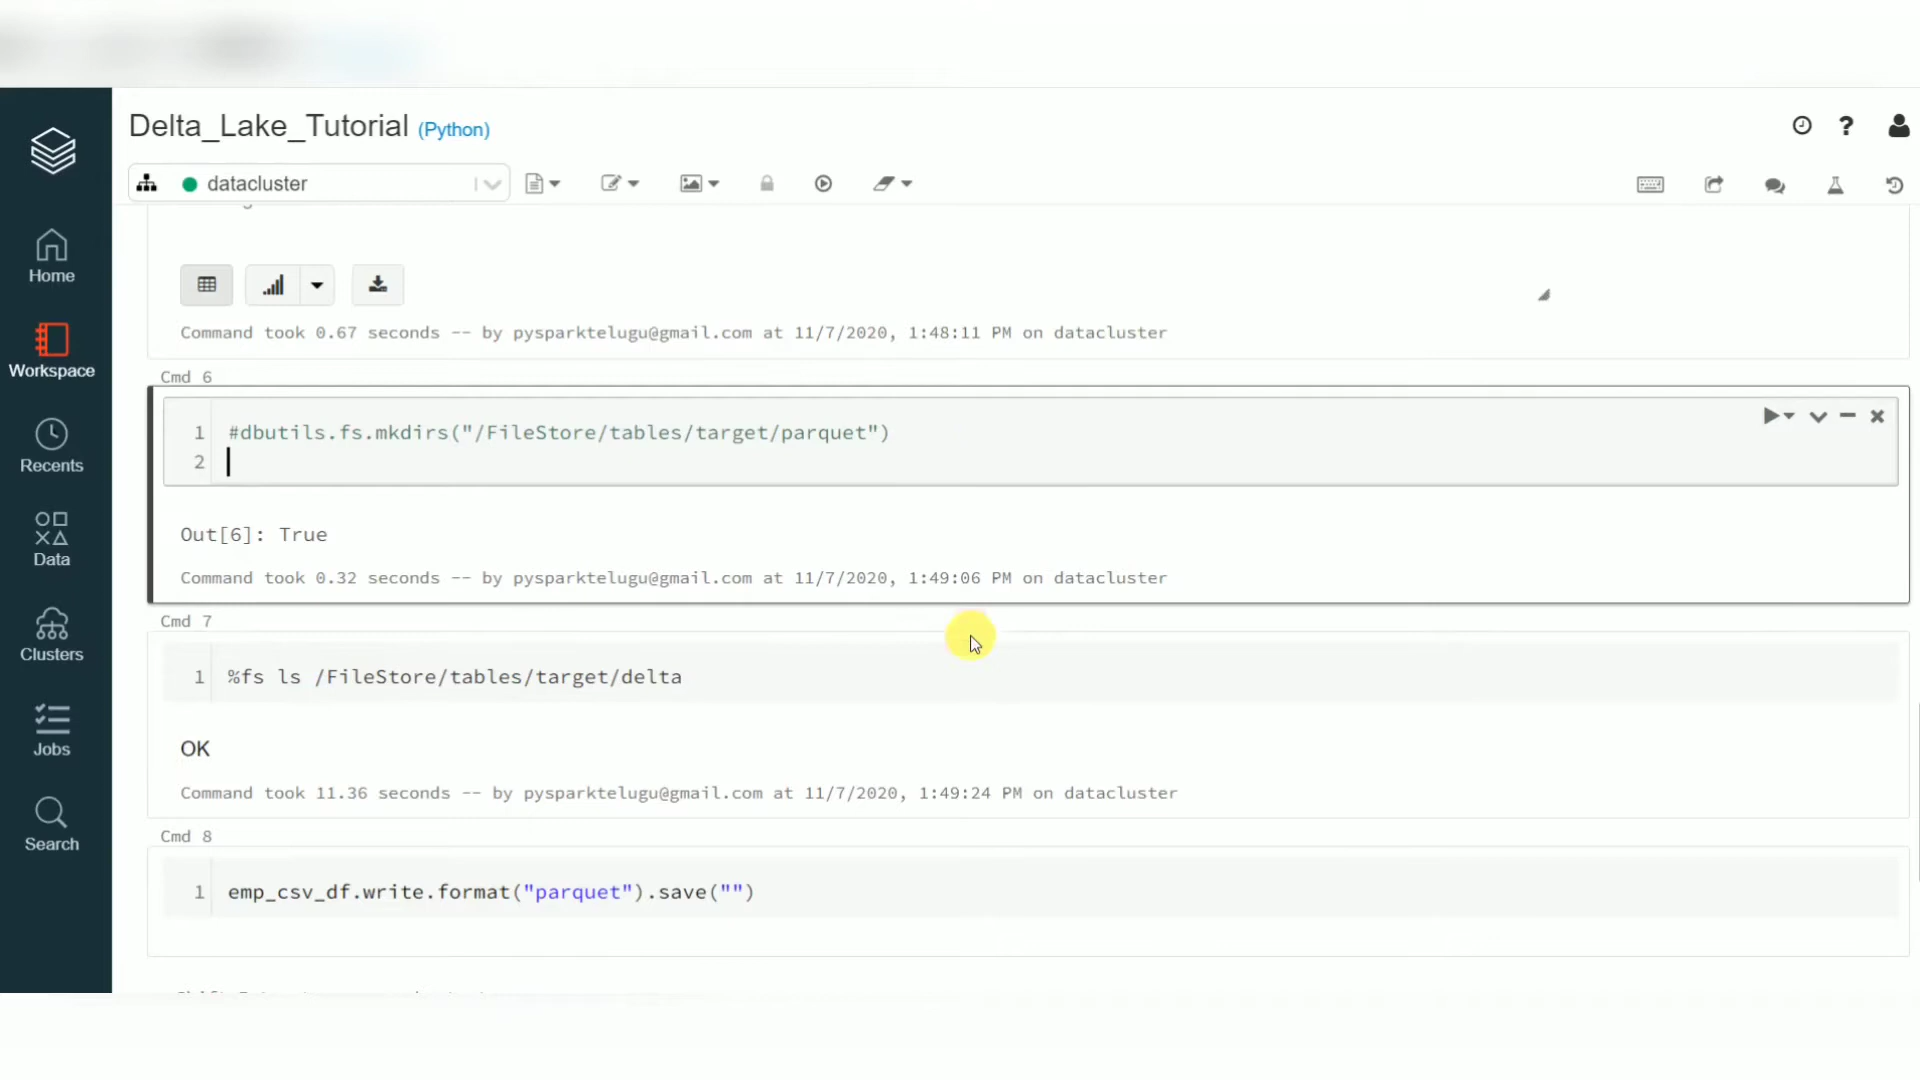 Delta_Lake_Tutorial (Python)
datacluster
Home
Workspace
Recents
Data
Clusters
Jobs
Search
Command took 0.67 seconds -- by pysparktelugu@gmail.com at 11/7/2020, 1:48:11 PM on datacluster
Cmd 6
1 #dbutils.fs.mkdirs("/FileStore/tables/target/parquet")
2
Out[6]: True
Command took 0.32 seconds -- by pysparktelugu@gmail.com at 11/7/2020, 1:49:06 PM on datacluster
Cmd 7
1 %fs ls /FileStore/tables/target/delta
OK
Command took 11.36 seconds -- by pysparktelugu@gmail.com at 11/7/2020, 1:49:24 PM on datacluster
Cmd 8
1 emp_csv_df.write.format("parquet").save("")